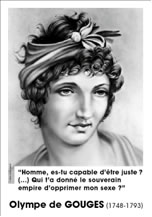 "Homme, es-tu capable d'être juste ?
(...) Qui t'a donné le souverain
empire d'opprimer mon sexe ?"
Olympe de GOUGES (1748-1793)